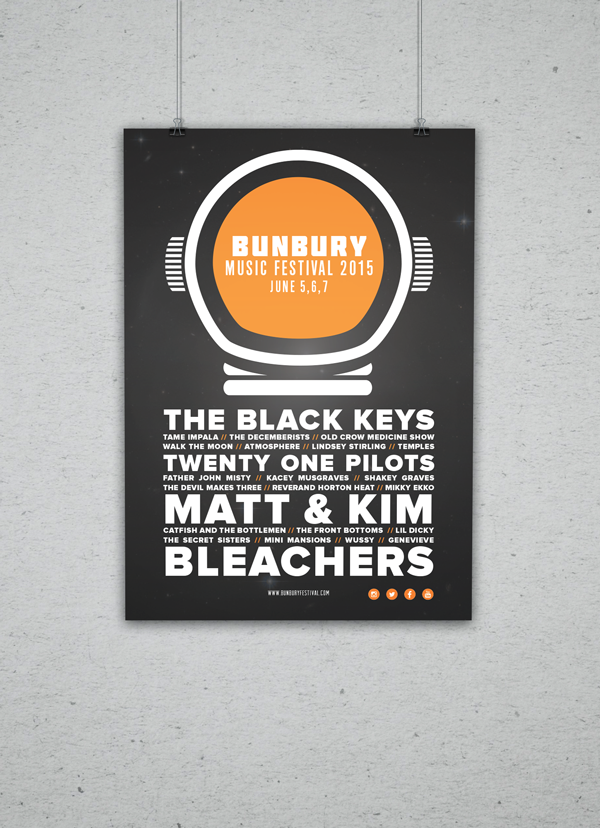 BUNBURY
MUSIC FESTIVAL 2015
JUNE 5,6,7
THE BLACK KEYS
TAME IMPALA // THE DECEMBERISTS // OLD CROW MEDICINE SHOW
WALK THE MOON // ATMOSPHERE // LINDSEY STIRLING // TEMPLES
TWENTY ONE PILOTS
FATHER JOHN MISTY // KACEY MUSGRAVES // SHAKEY GRAVES
THE DEVIL MAKES THREE // REVERAND HORTON HEAT // MIKKY EKKO
MATT & KIM
CATFISH AND THE BOTTLEMEN // THE FRONT BOTTOMS // LIL DICKY
THE SECRET SISTERS // MINI MANSIONS // WUSSY // GENEVIEVE
BLEACHERS
WWW.BUNBURYFESTIVAL.COM